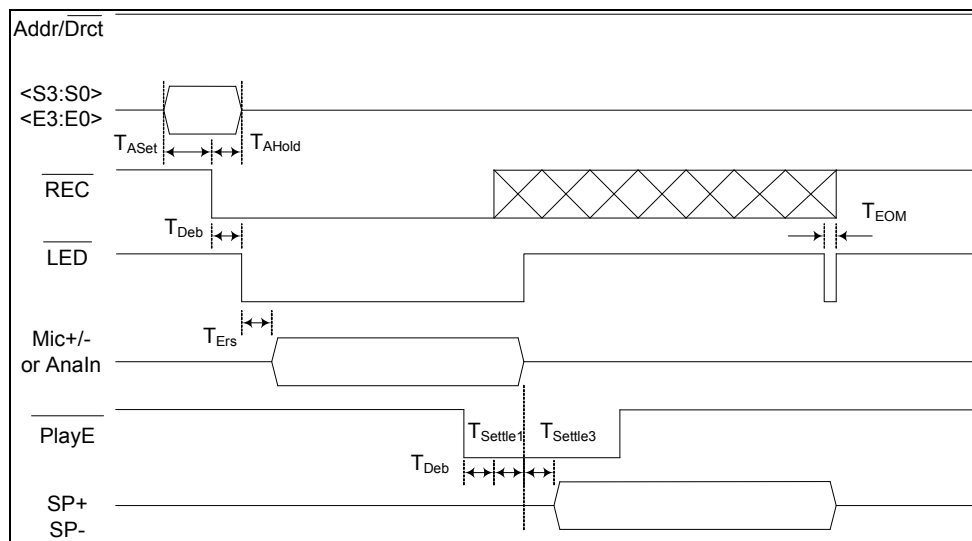 Addr/Drct
<S3:S0>
<E3:E0>
TASet
TAHold
REC
TDeb
TEOM
LED
TErs
Mic+/-
or AnaIn
TSettle1
TSettle3
PlayE
TDeb
SP+
SP-